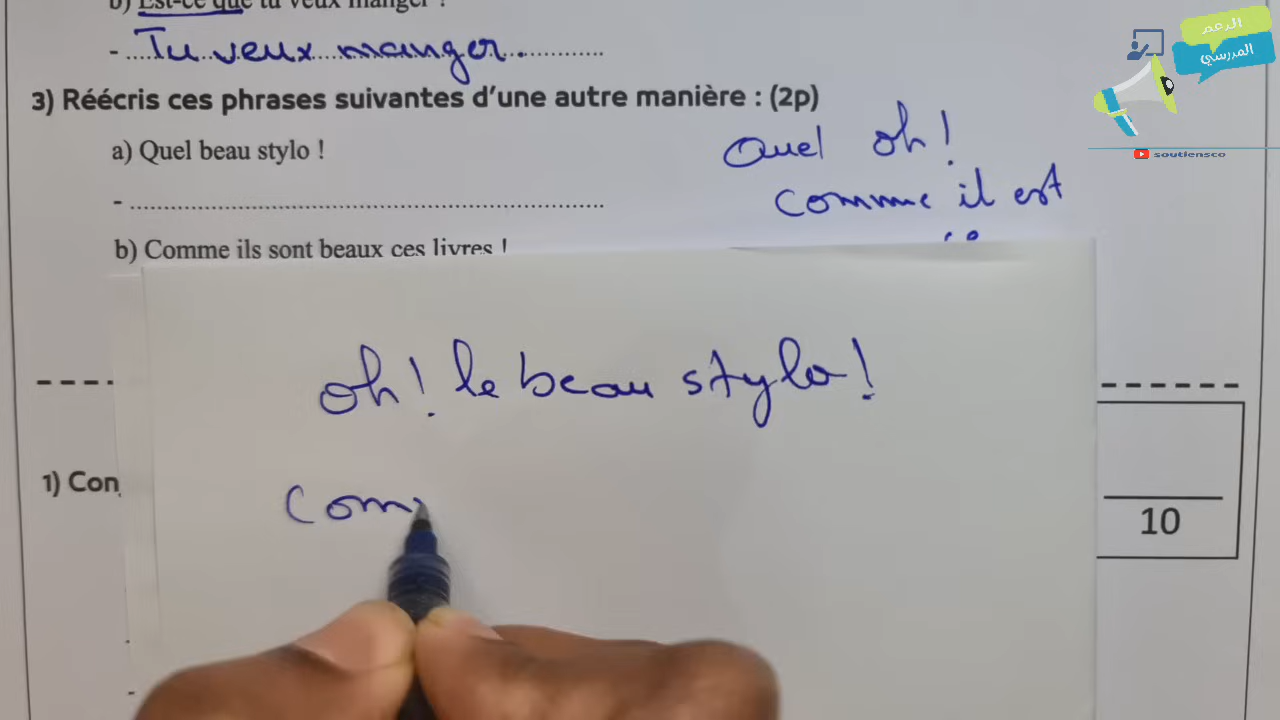 b) Est-ce que tu veux manger ?
- Tu veux manger.
3) Réécris ces phrases suivantes d'une autre manière : (2p)
a) Quel beau stylo !
-
Quel oh !
comme il est
b) Comme ils sont beaux ces livres !
oh ! le beau stylo !
Com
1) Con
10
الدعم
المدرسي
soutiensco